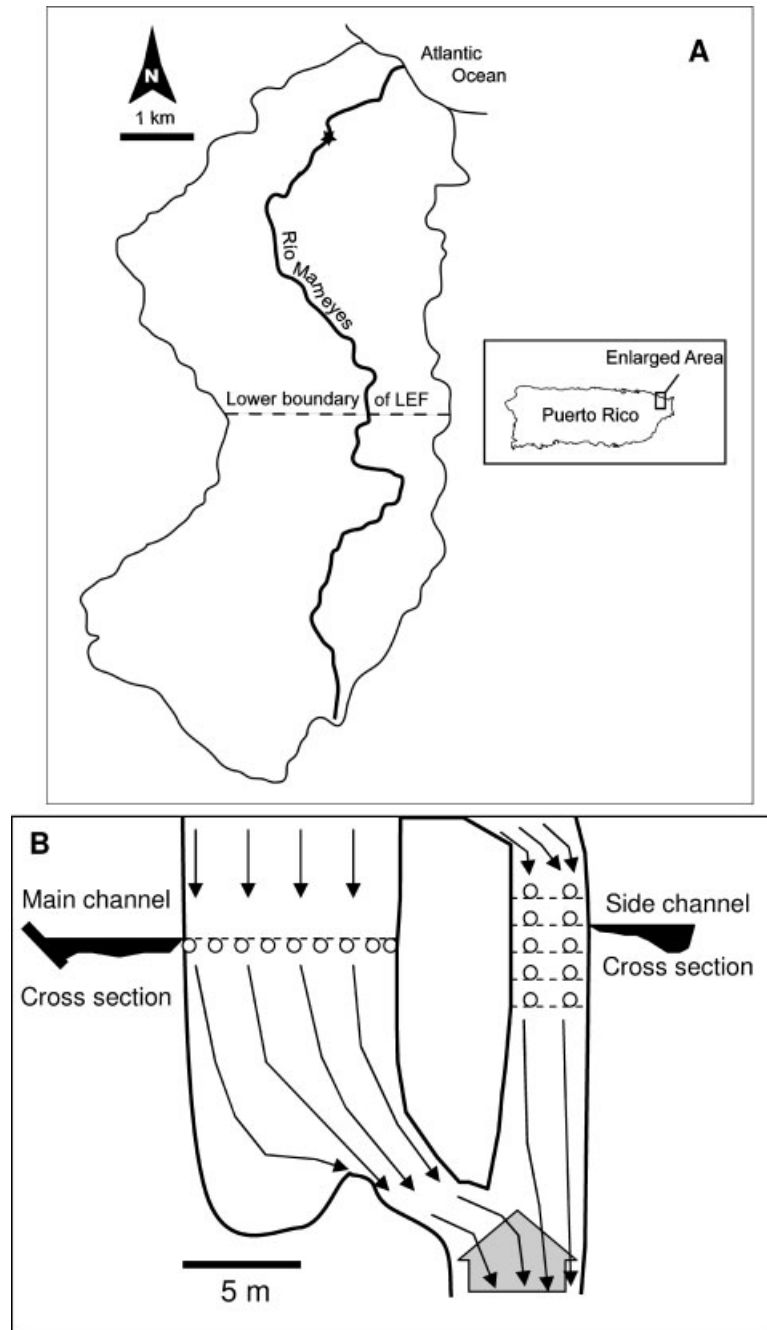 A
Atlantic
Ocean
N
1 km
Río Mameyes
Enlarged Area
Puerto Rico
Lower boundary of LEF
B
Main channel
Cross section
Side channel
Cross section
5 m